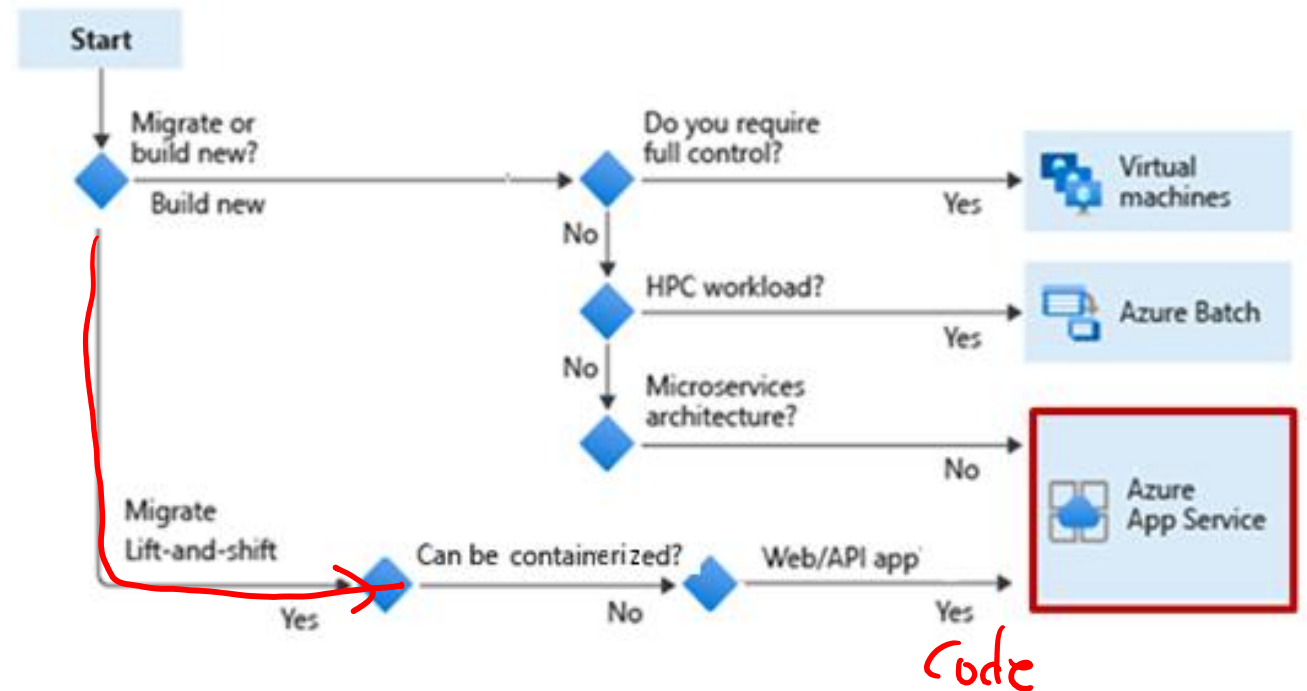 Start
Migrate or
build new?
Build new
Do you require
full control?
Yes
Virtual
machines
No
HPC workload?
Yes
Azure Batch
No
Microservices
architecture?
No
Azure
App Service
Migrate
Lift-and-shift
Yes
Can be containerized?
No
Web/API app
Yes
Code